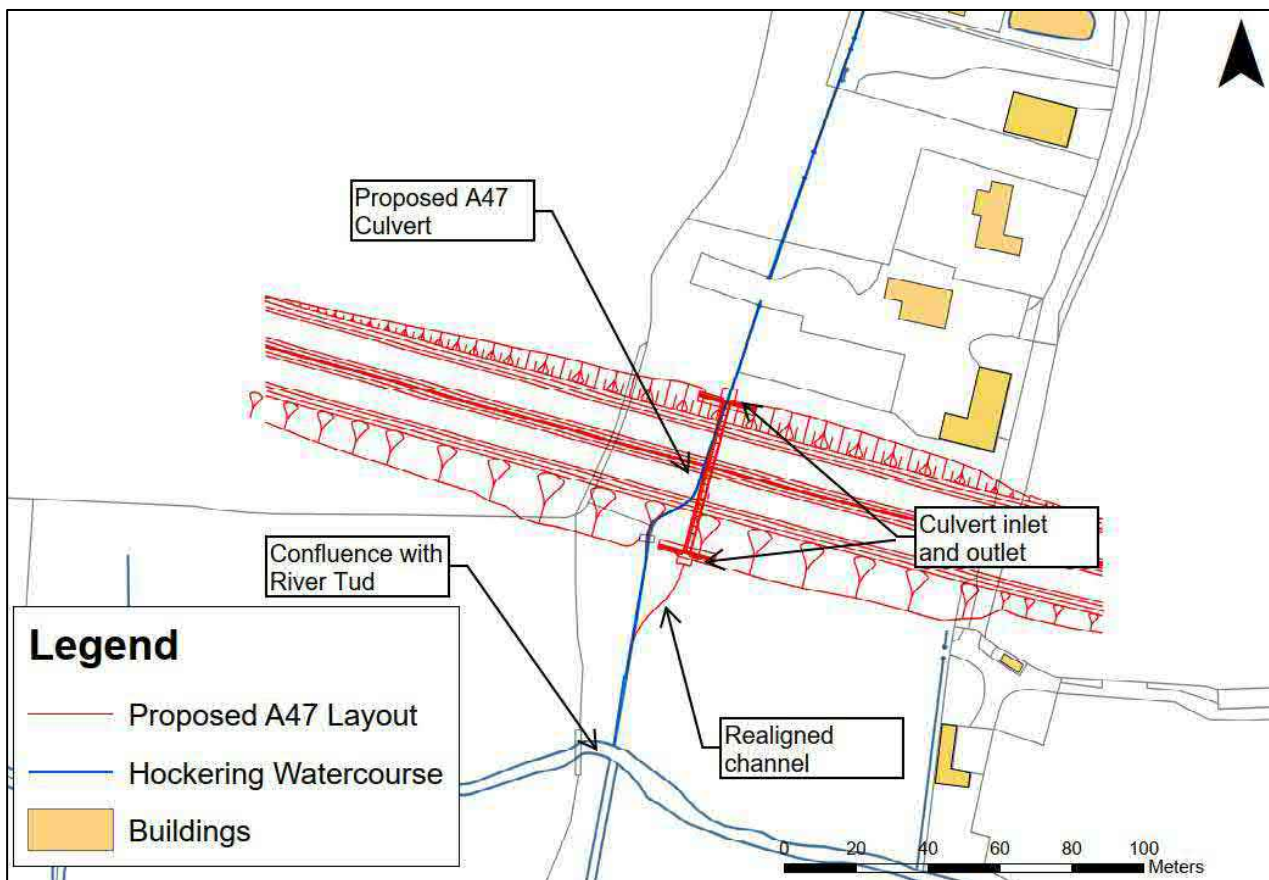 Proposed A47
Culvert
Culvert inlet
and outlet
Confluence with
River Tud
Realigned
channel
Legend
Proposed A47 Layout
Hockering Watercourse
Buildings
0 20 40 60 80 100
Meters